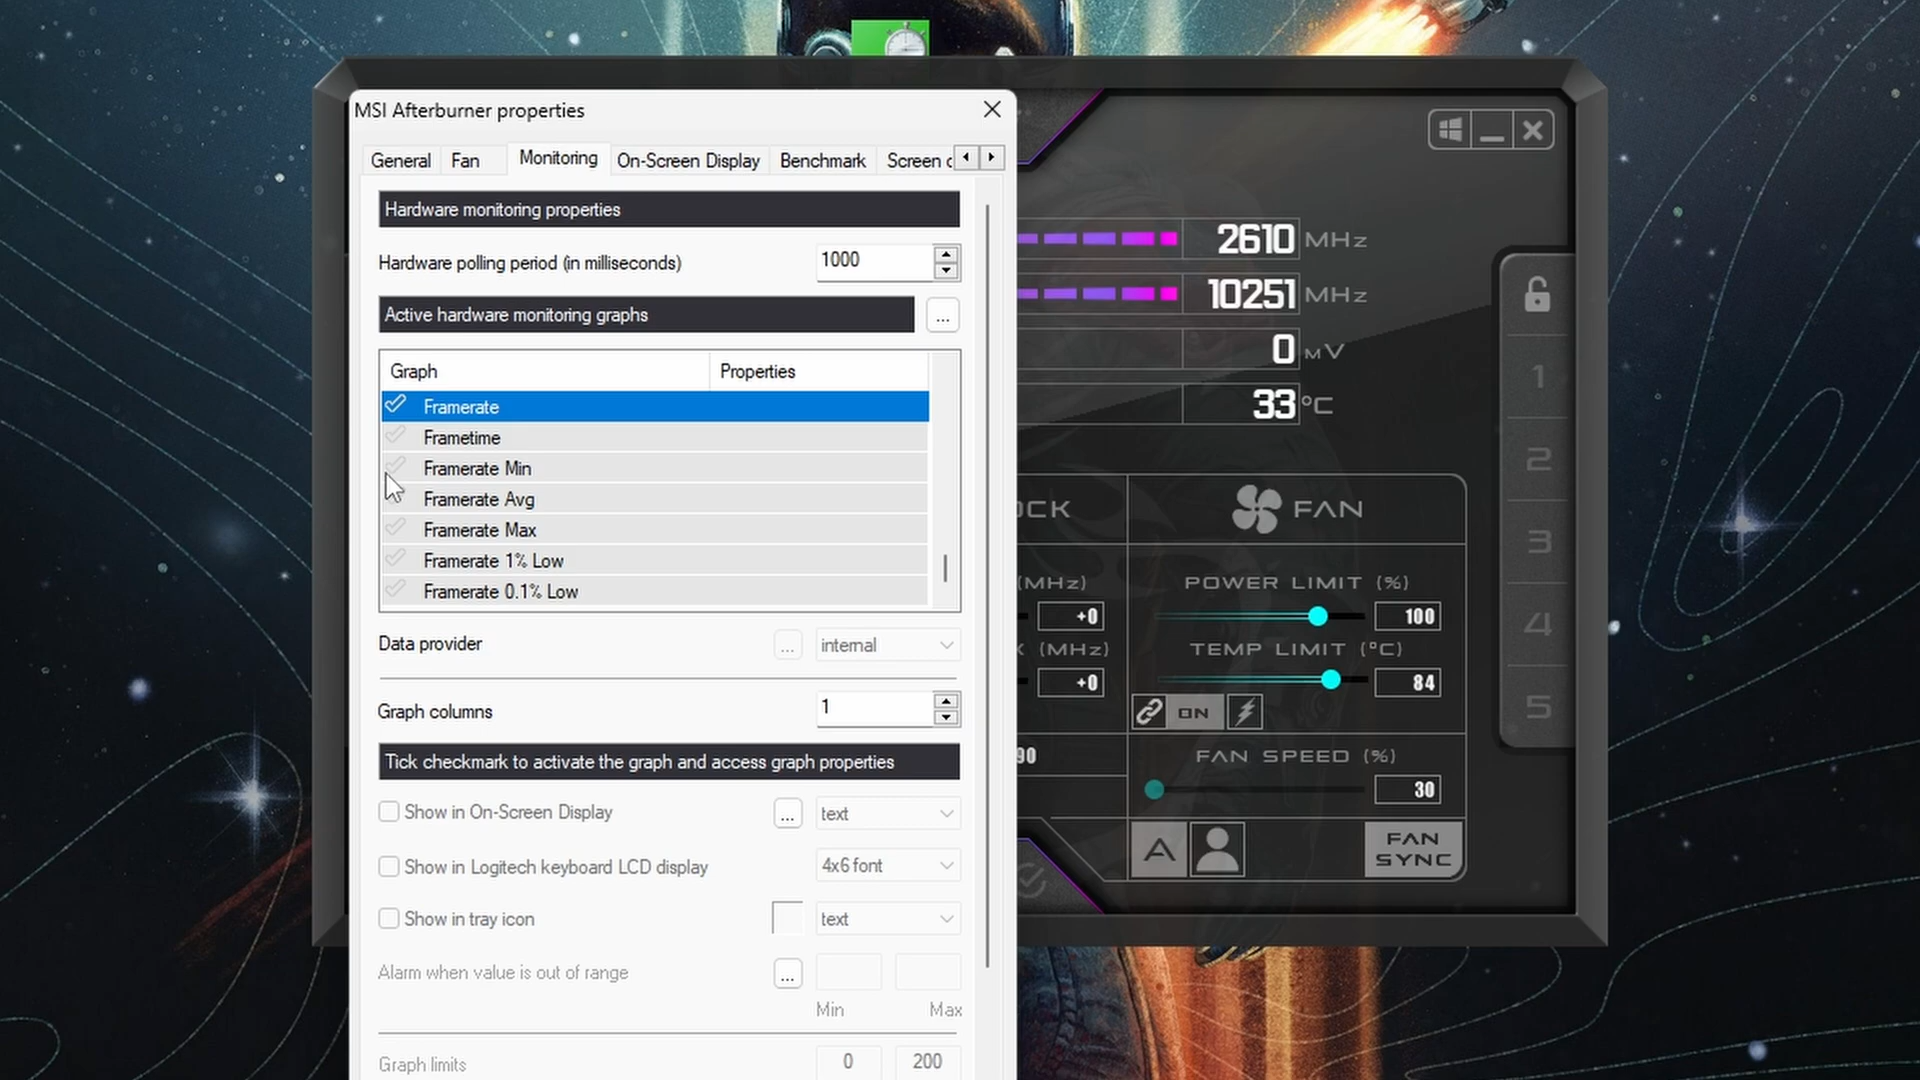 MSI Afterburner properties
General
Fan
Monitoring
On-Screen Display
Benchmark
Screen c
Hardware monitoring properties
Hardware polling period (in milliseconds)
1000
Active hardware monitoring graphs
...
Graph
Properties
Framerate
Frametime
Framerate Min
Framerate Avg
Framerate Max
Framerate 1% Low
Framerate 0.1% Low
Data provider
...
internal
Graph columns
1
Tick checkmark to activate the graph and access graph properties
Show in On-Screen Display
...
text
Show in Logitech keyboard LCD display
4x6 font
Show in tray icon
text
Alarm when value is out of range
...
Min
Max
Graph limits
0
200
2610 MHz
10251 MHz
0 MV
33 °C
OCK
FAN
(MHz)
+0
POWER LIMIT (%)
100
K (MHz)
+0
TEMP LIMIT (°C)
84
ON
90
FAN SPEED (%)
30
A
FAN
SYNC
1
2
3
4
5